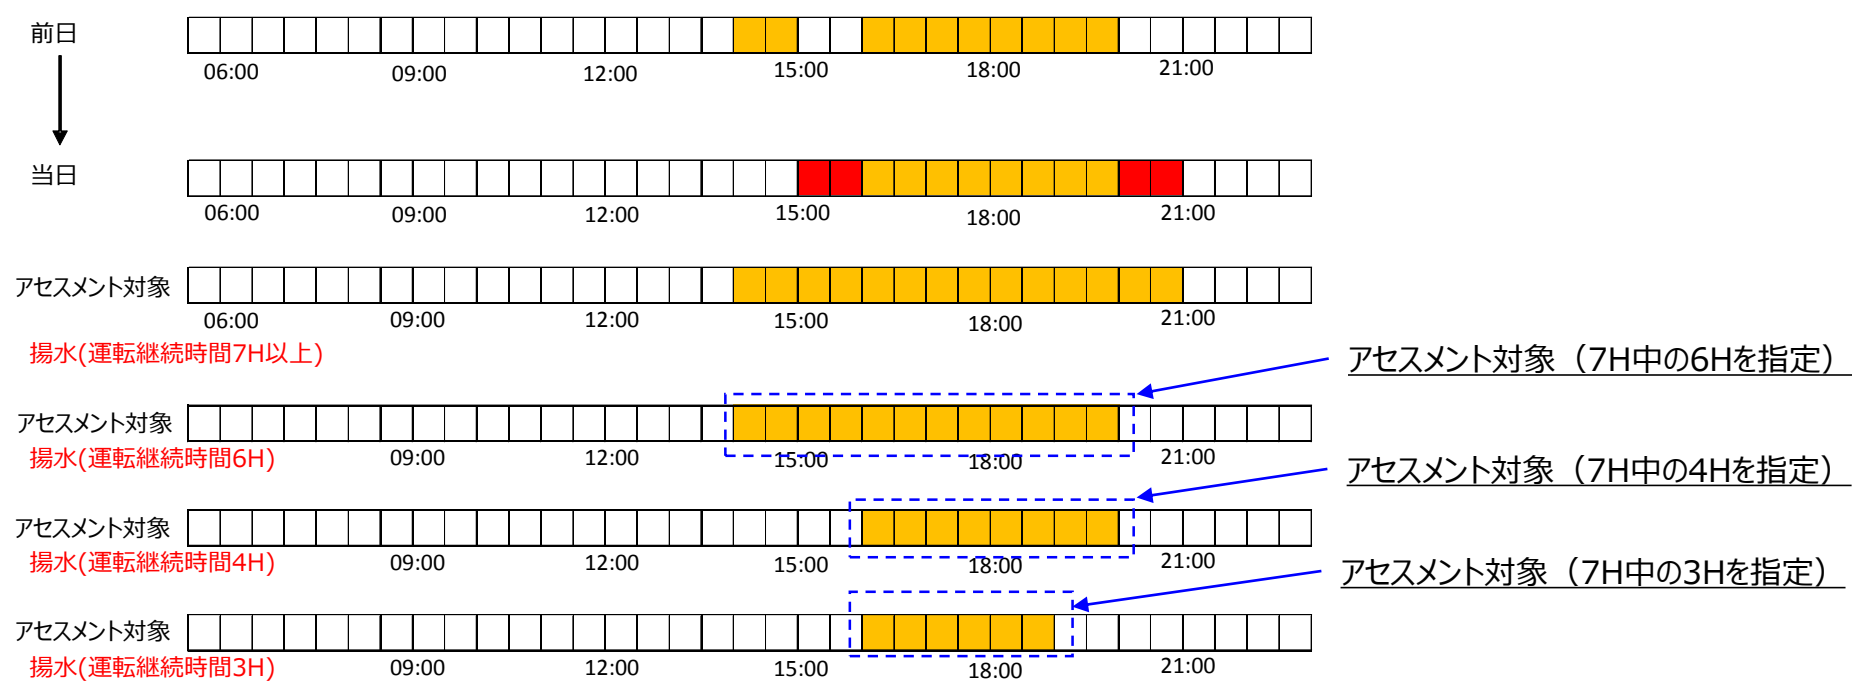 前日
06:00 09:00 12:00 15:00 18:00 21:00
当日
06:00 09:00 12:00 15:00 18:00 21:00
アセスメント対象
06:00 09:00 12:00 15:00 18:00 21:00
揚水(運転継続時間7H以上)
アセスメント対象（7H中の6Hを指定）
アセスメント対象
揚水(運転継続時間6H)
09:00 12:00 15:00 18:00 21:00
アセスメント対象（7H中の4Hを指定）
アセスメント対象
揚水(運転継続時間4H)
09:00 12:00 15:00 18:00 21:00
アセスメント対象（7H中の3Hを指定）
アセスメント対象
揚水(運転継続時間3H)
09:00 12:00 15:00 18:00 21:00